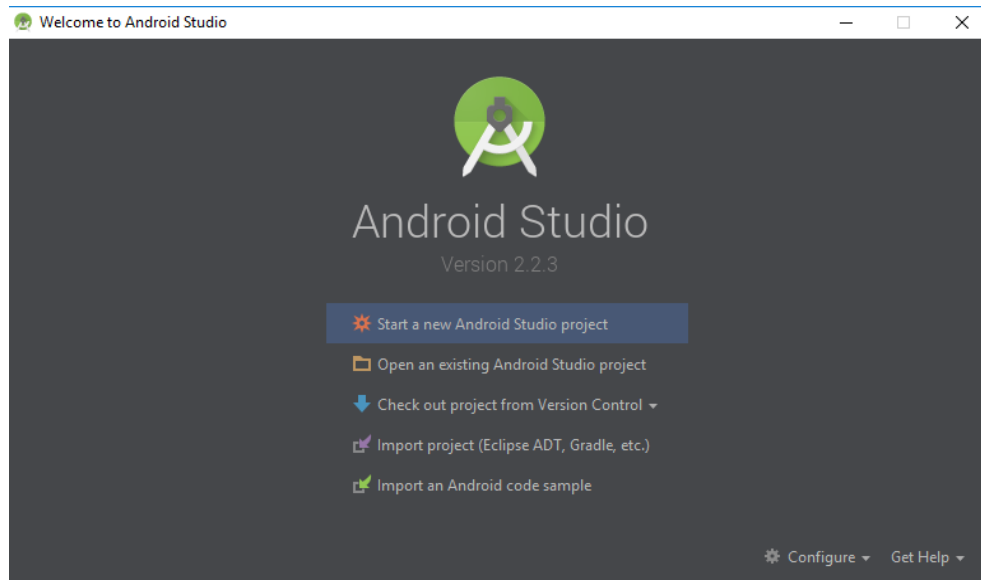 Welcome to Android Studio
Android Studio
Version 2.2.3
Start a new Android Studio project
Open an existing Android Studio project
Check out project from Version Control
Import project (Eclipse ADT, Gradle, etc.)
Import an Android code sample
Configure Get Help